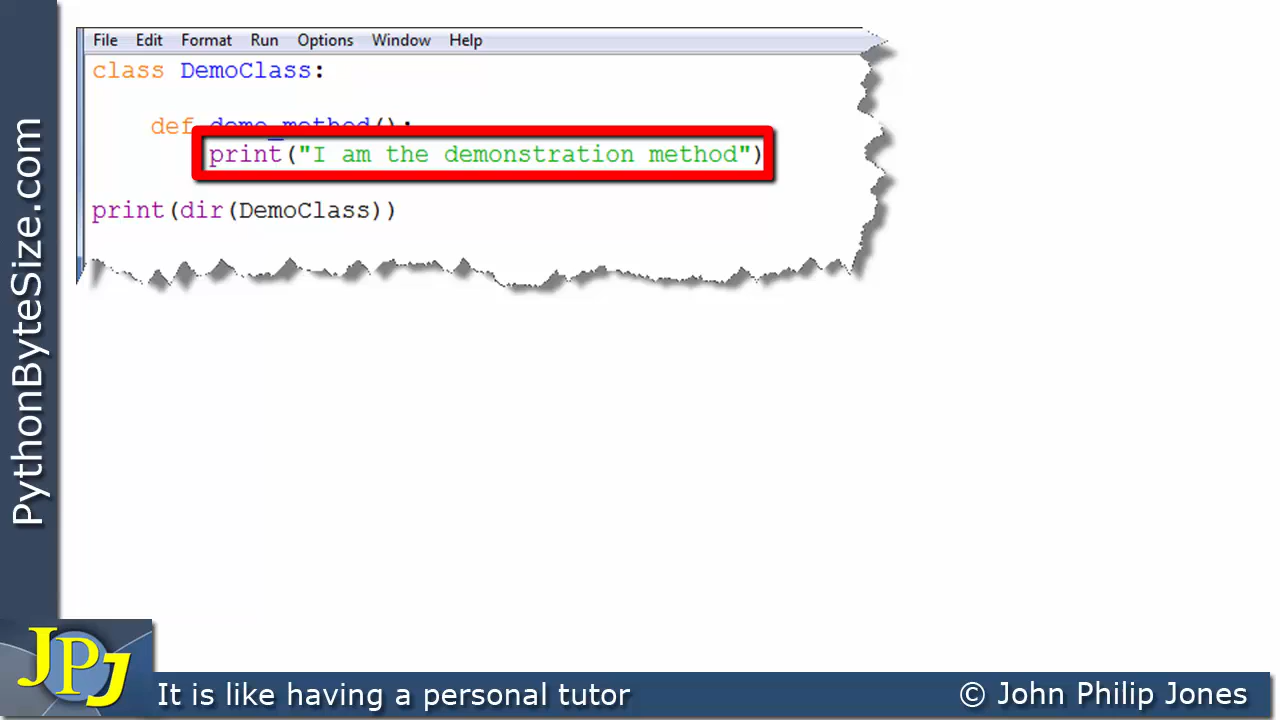 File Edit Format Run Options Window Help
class DemoClass:
def demo_method():
print("I am the demonstration method")
print(dir(DemoClass))
PythonByteSize.com
JPJ
It is like having a personal tutor
© John Philip Jones